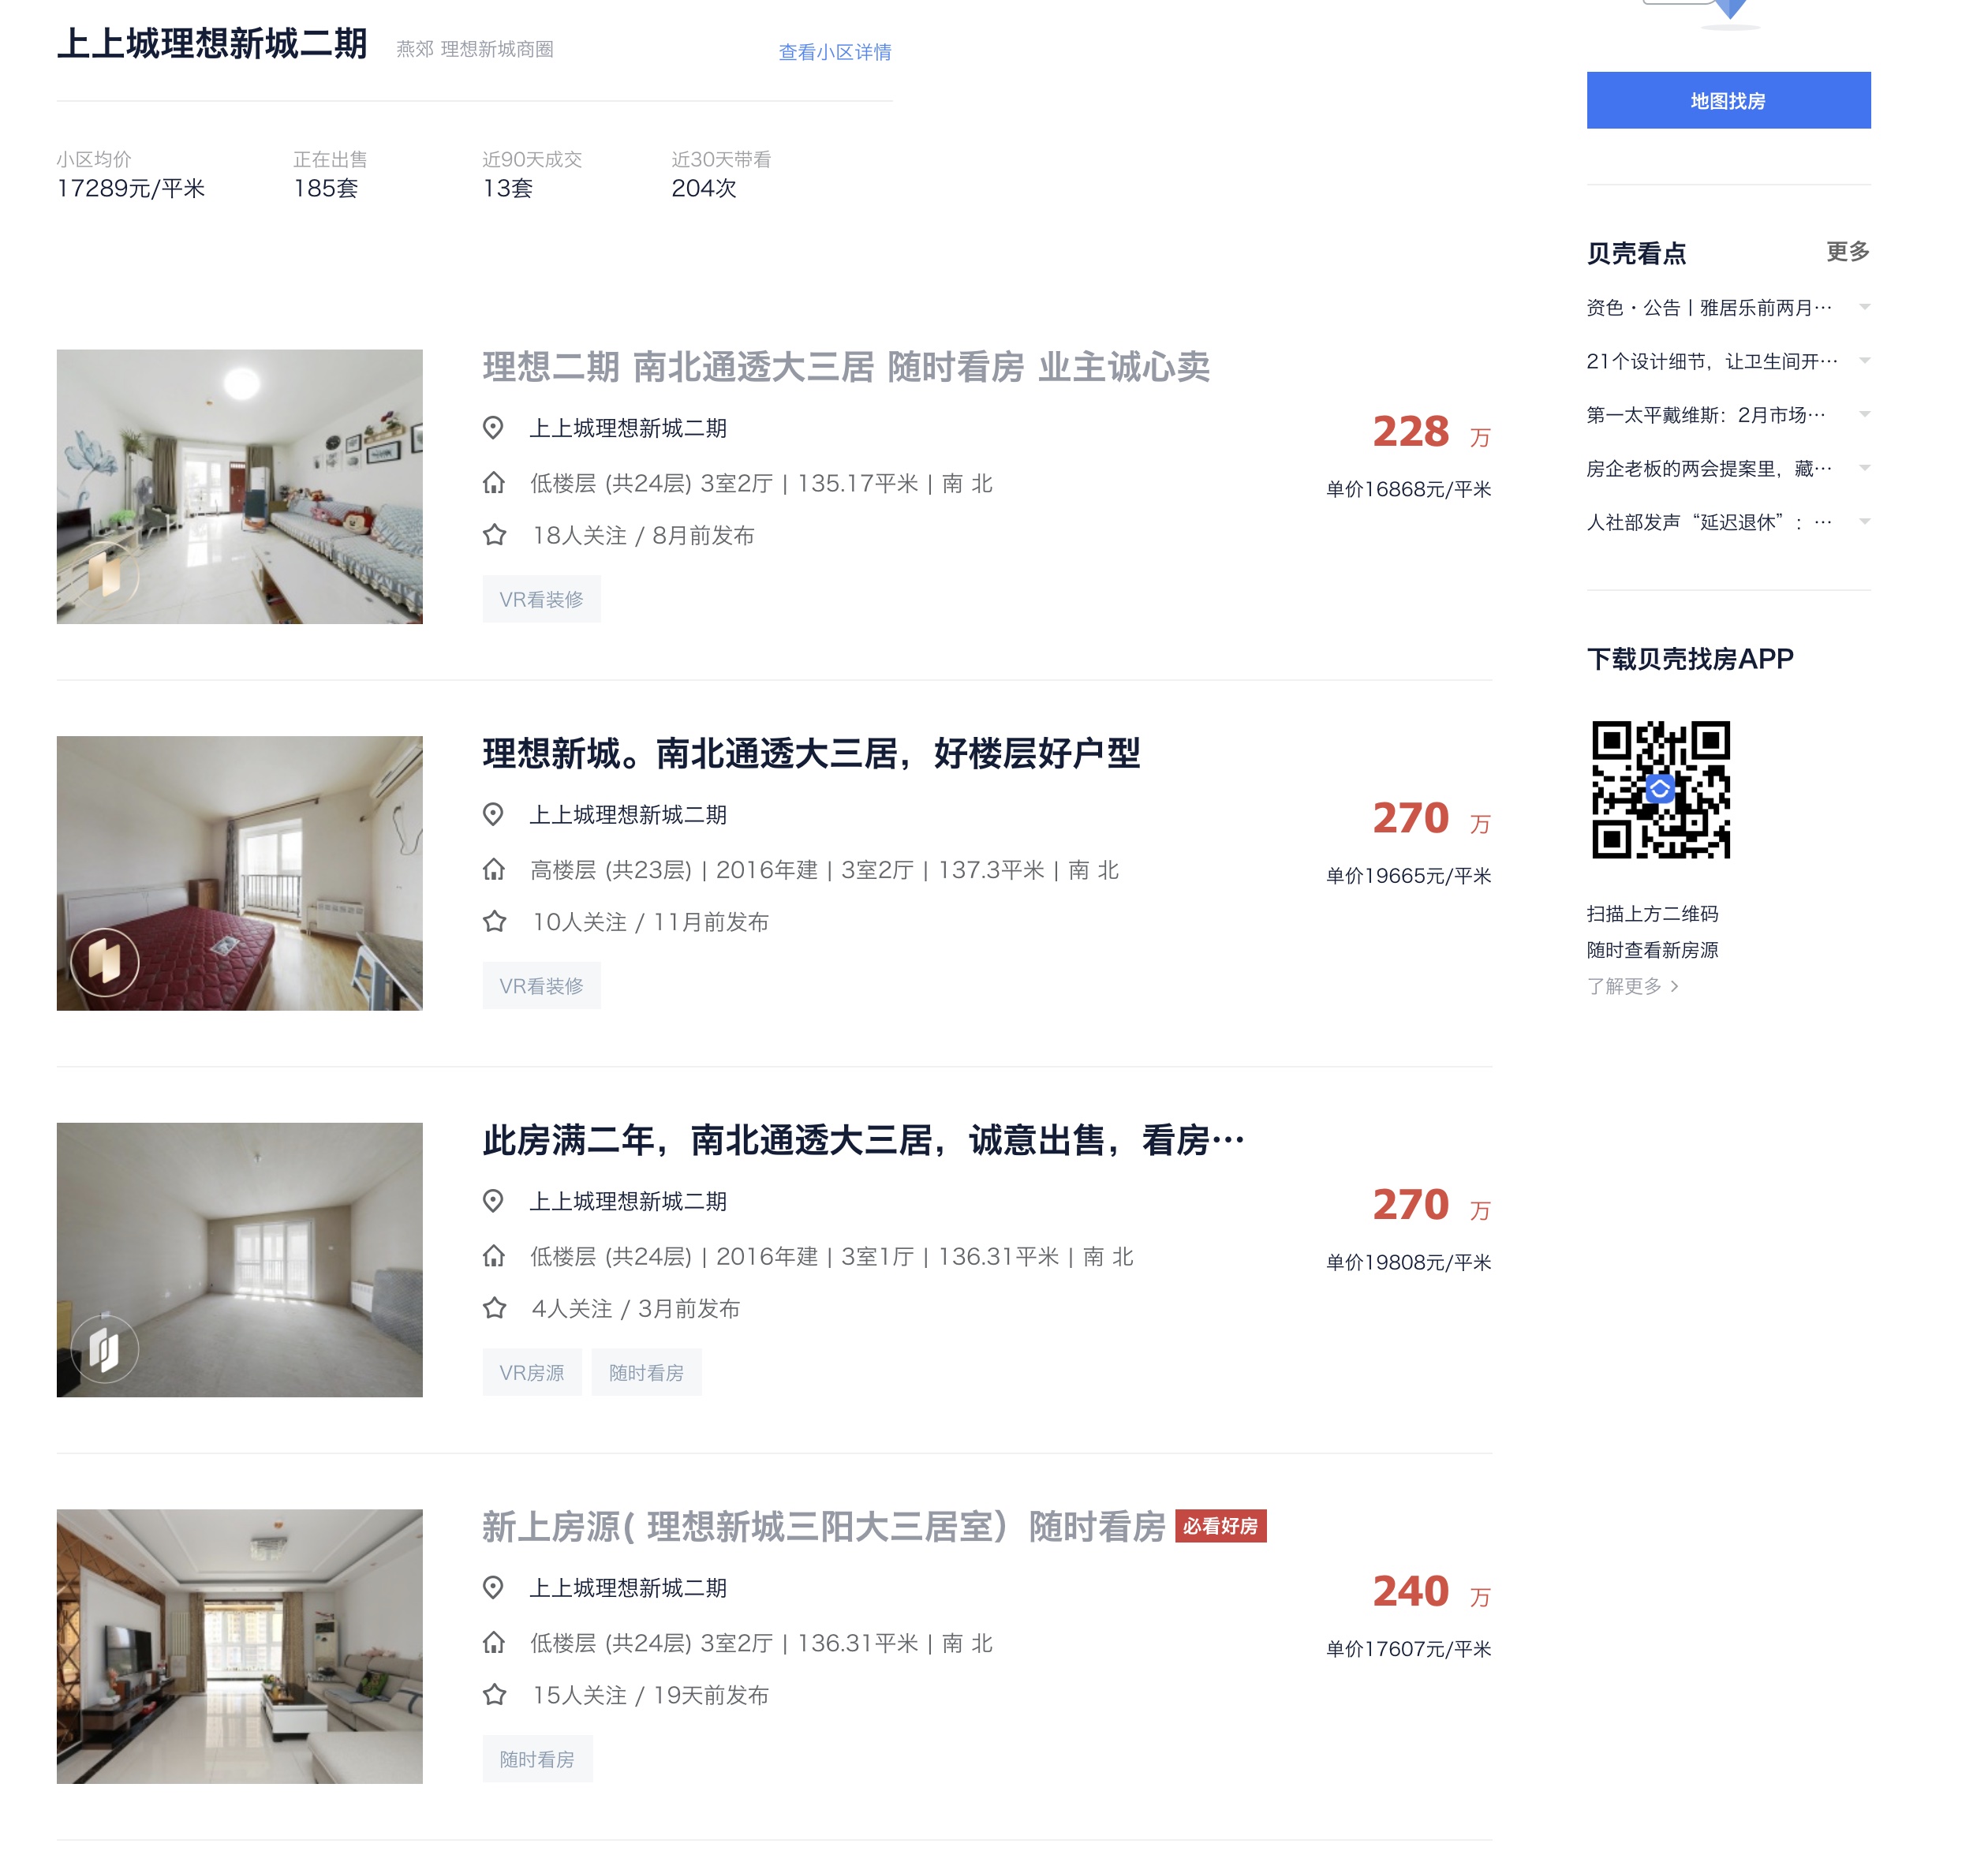 上上城理想新城二期 燕郊 理想新城商圈 查看小区详情
小区均价 正在出售 近90天成交 近30天带看
17289元/平米 185套 13套 204次
理想二期 南北通透大三居 随时看房 业主诚心卖
上上城理想新城二期
228 万
低楼层 (共24层) 3室2厅 | 135.17平米 | 南 北
单价16868元/平米
18人关注 / 8月前发布
VR看装修
理想新城。南北通透大三居，好楼层好户型
上上城理想新城二期
270 万
高楼层 (共23层) | 2016年建 | 3室2厅 | 137.3平米 | 南 北
单价19665元/平米
10人关注 / 11月前发布
VR看装修
此房满二年，南北通透大三居，诚意出售，看房…
上上城理想新城二期
270 万
低楼层 (共24层) | 2016年建 | 3室1厅 | 136.31平米 | 南 北
单价19808元/平米
4人关注 / 3月前发布
VR房源 随时看房
新上房源( 理想新城三阳大三居室）随时看房 必看好房
上上城理想新城二期
240 万
低楼层 (共24层) 3室2厅 | 136.31平米 | 南 北
单价17607元/平米
15人关注 / 19天前发布
随时看房
地图找房
贝壳看点 更多
资色·公告丨雅居乐前两月…
21个设计细节，让卫生间开…
第一太平戴维斯：2月市场…
房企老板的两会提案里，藏…
人社部发声“延迟退休”：…
下载贝壳找房APP
扫描上方二维码
随时查看新房源
了解更多 >